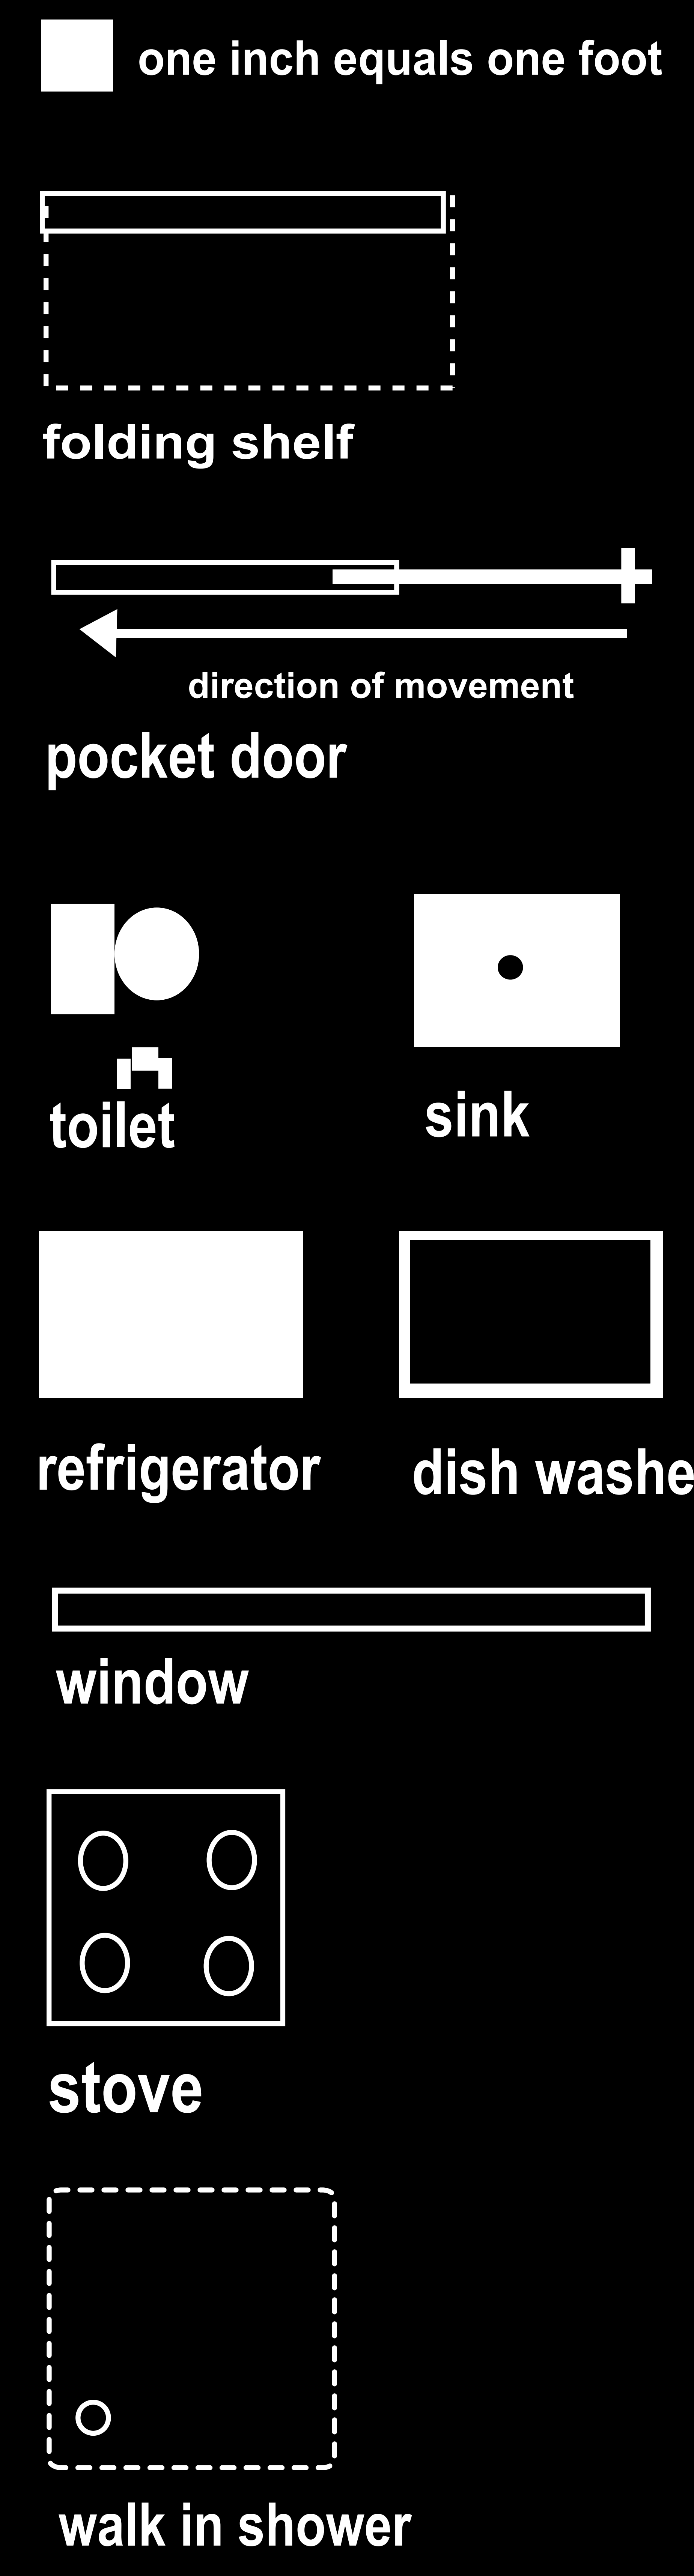 one inch equals one foot
folding shelf
direction of movement
pocket door
toilet
sink
refrigerator
dish washe
window
stove
walk in shower